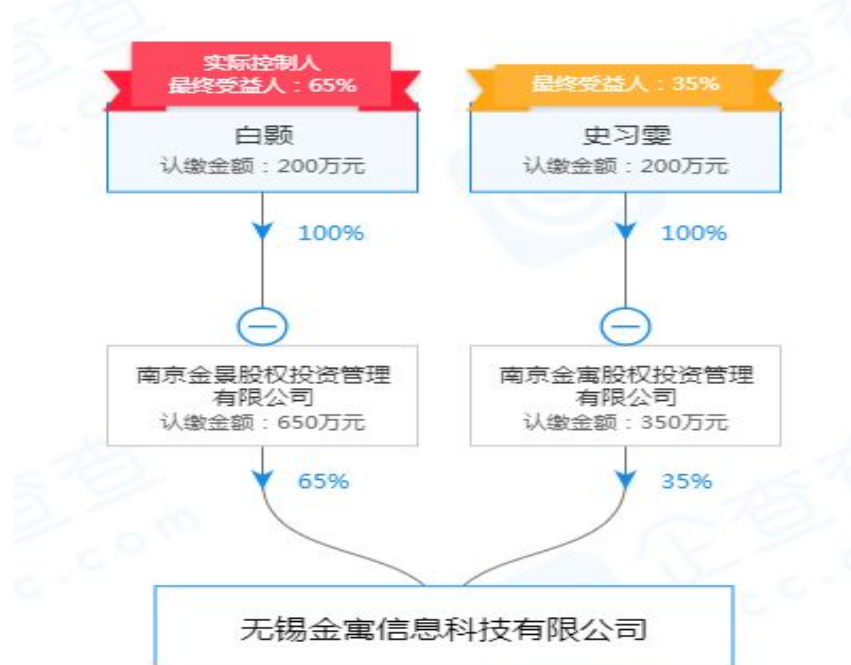 实际控制人
最终受益人：65%
白颢
认缴金额：200万元
100%
南京金景股权投资管理
有限公司
认缴金额：650万元
65%
最终受益人：35%
史习雯
认缴金额：200万元
100%
南京金寓股权投资管理
有限公司
认缴金额：350万元
35%
无锡金寓信息科技有限公司